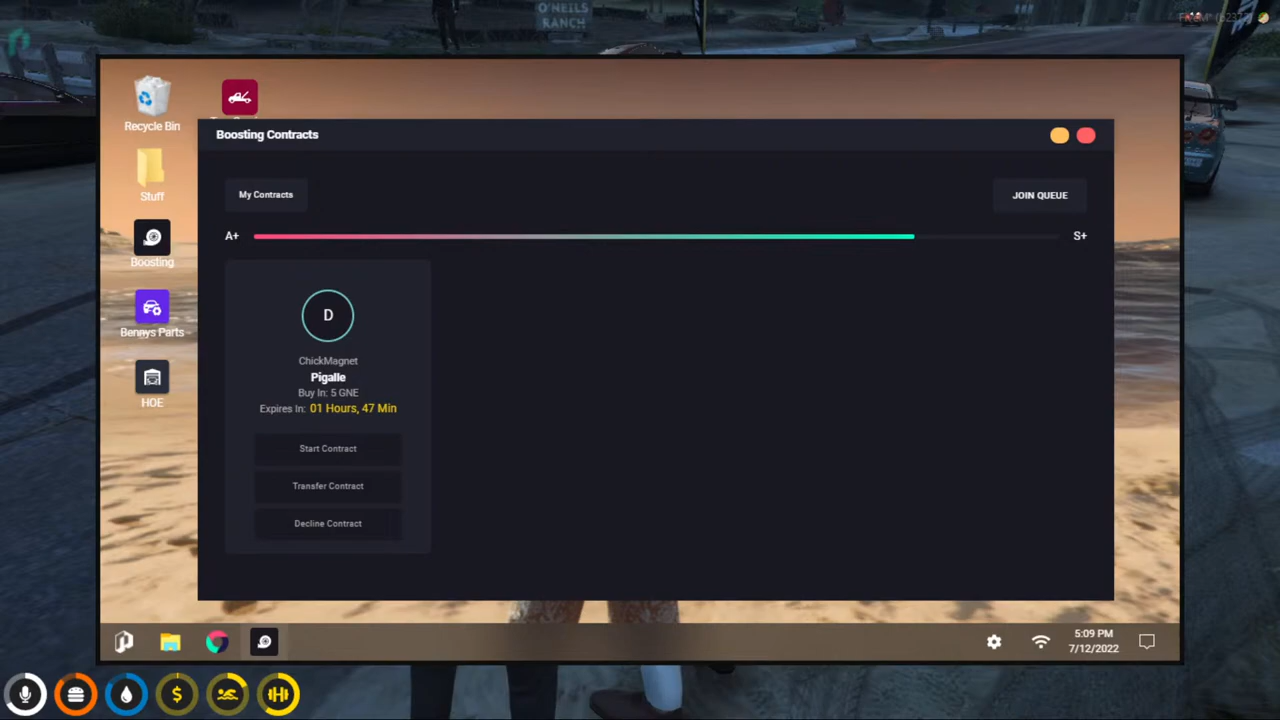 O'NEILS
RANCH
Recycle Bin
Stuff
Boosting
Bennys Parts
HOE
Boosting Contracts
My Contracts
JOIN QUEUE
A+
S+
D
ChickMagnet
Pigalle
Buy In: 5 GNE
Expires In: 01 Hours, 47 Min
Start Contract
Transfer Contract
Decline Contract
5:09 PM
7/12/2022